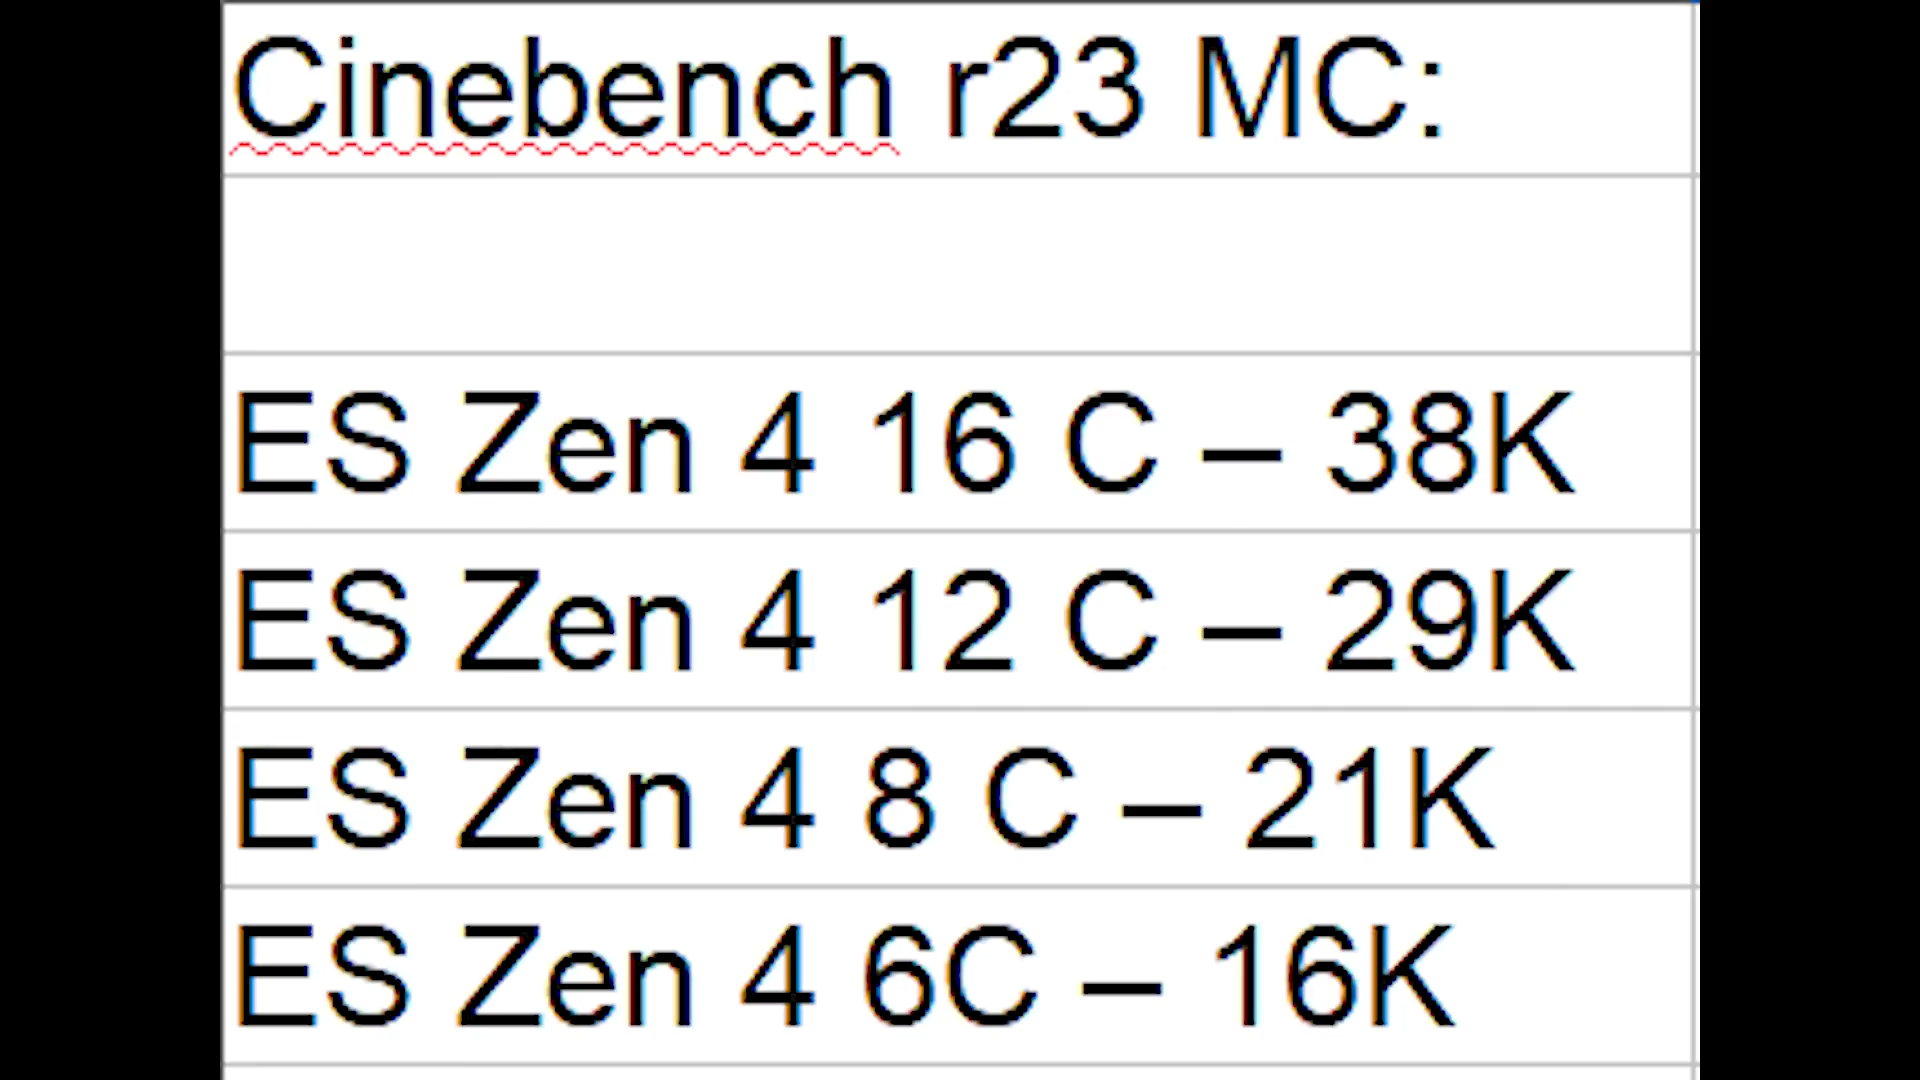 Cinebench r23 MC:
ES Zen 4 16 C – 38K
ES Zen 4 12 C – 29K
ES Zen 4 8 C – 21K
ES Zen 4 6C – 16K